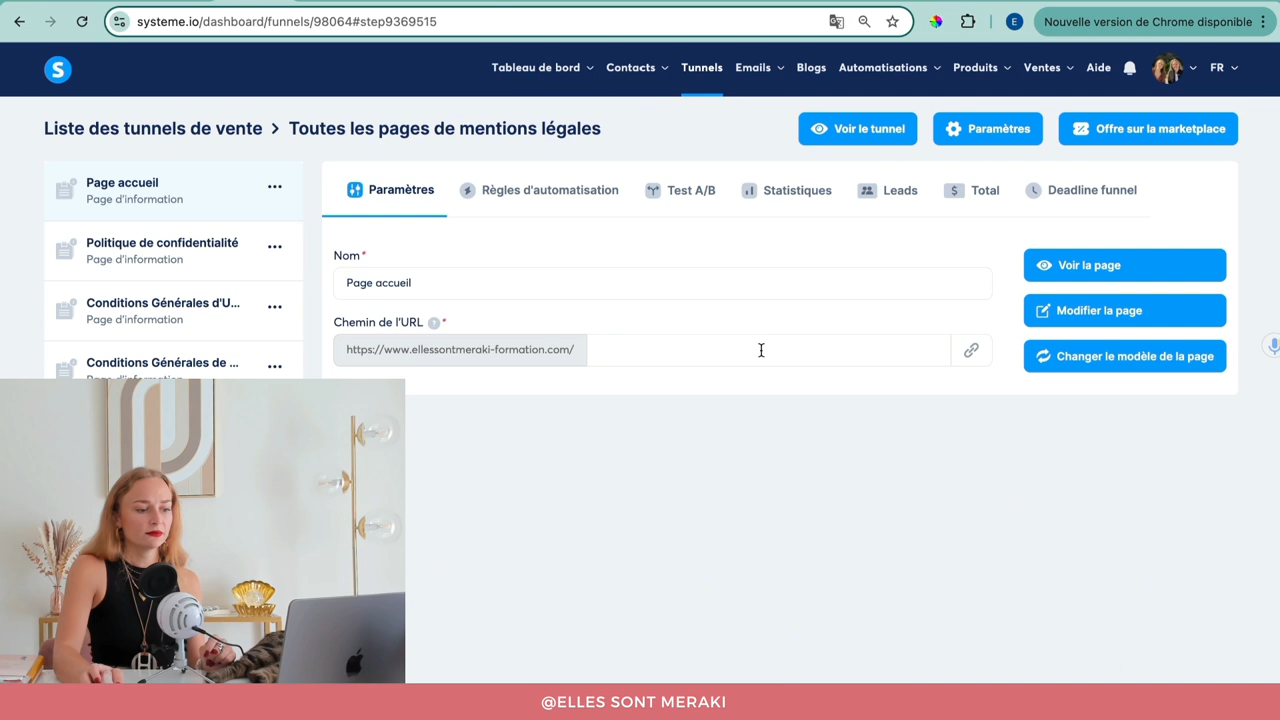 systeme.io/dashboard/funnels/98064#step9369515
E
Nouvelle version de Chrome disponible
S
Tableau de bord
Contacts
Tunnels
Emails
Blogs
Automatisations
Produits
Ventes
Aide
FR
Liste des tunnels de vente > Toutes les pages de mentions légales
Voir le tunnel
Paramètres
Offre sur la marketplace
Page accueil
Page d'information
Politique de confidentialité
Page d'information
Conditions Générales d'U...
Page d'information
Conditions Générales de ...
Page d'information
Paramètres
Règles d'automatisation
Test A/B
Statistiques
Leads
Total
Deadline funnel
Nom*
Page accueil
Chemin de l'URL ? *
https://www.ellessontmeraki-formation.com/
Voir la page
Modifier la page
Changer le modèle de la page
@ELLES SONT MERAKI